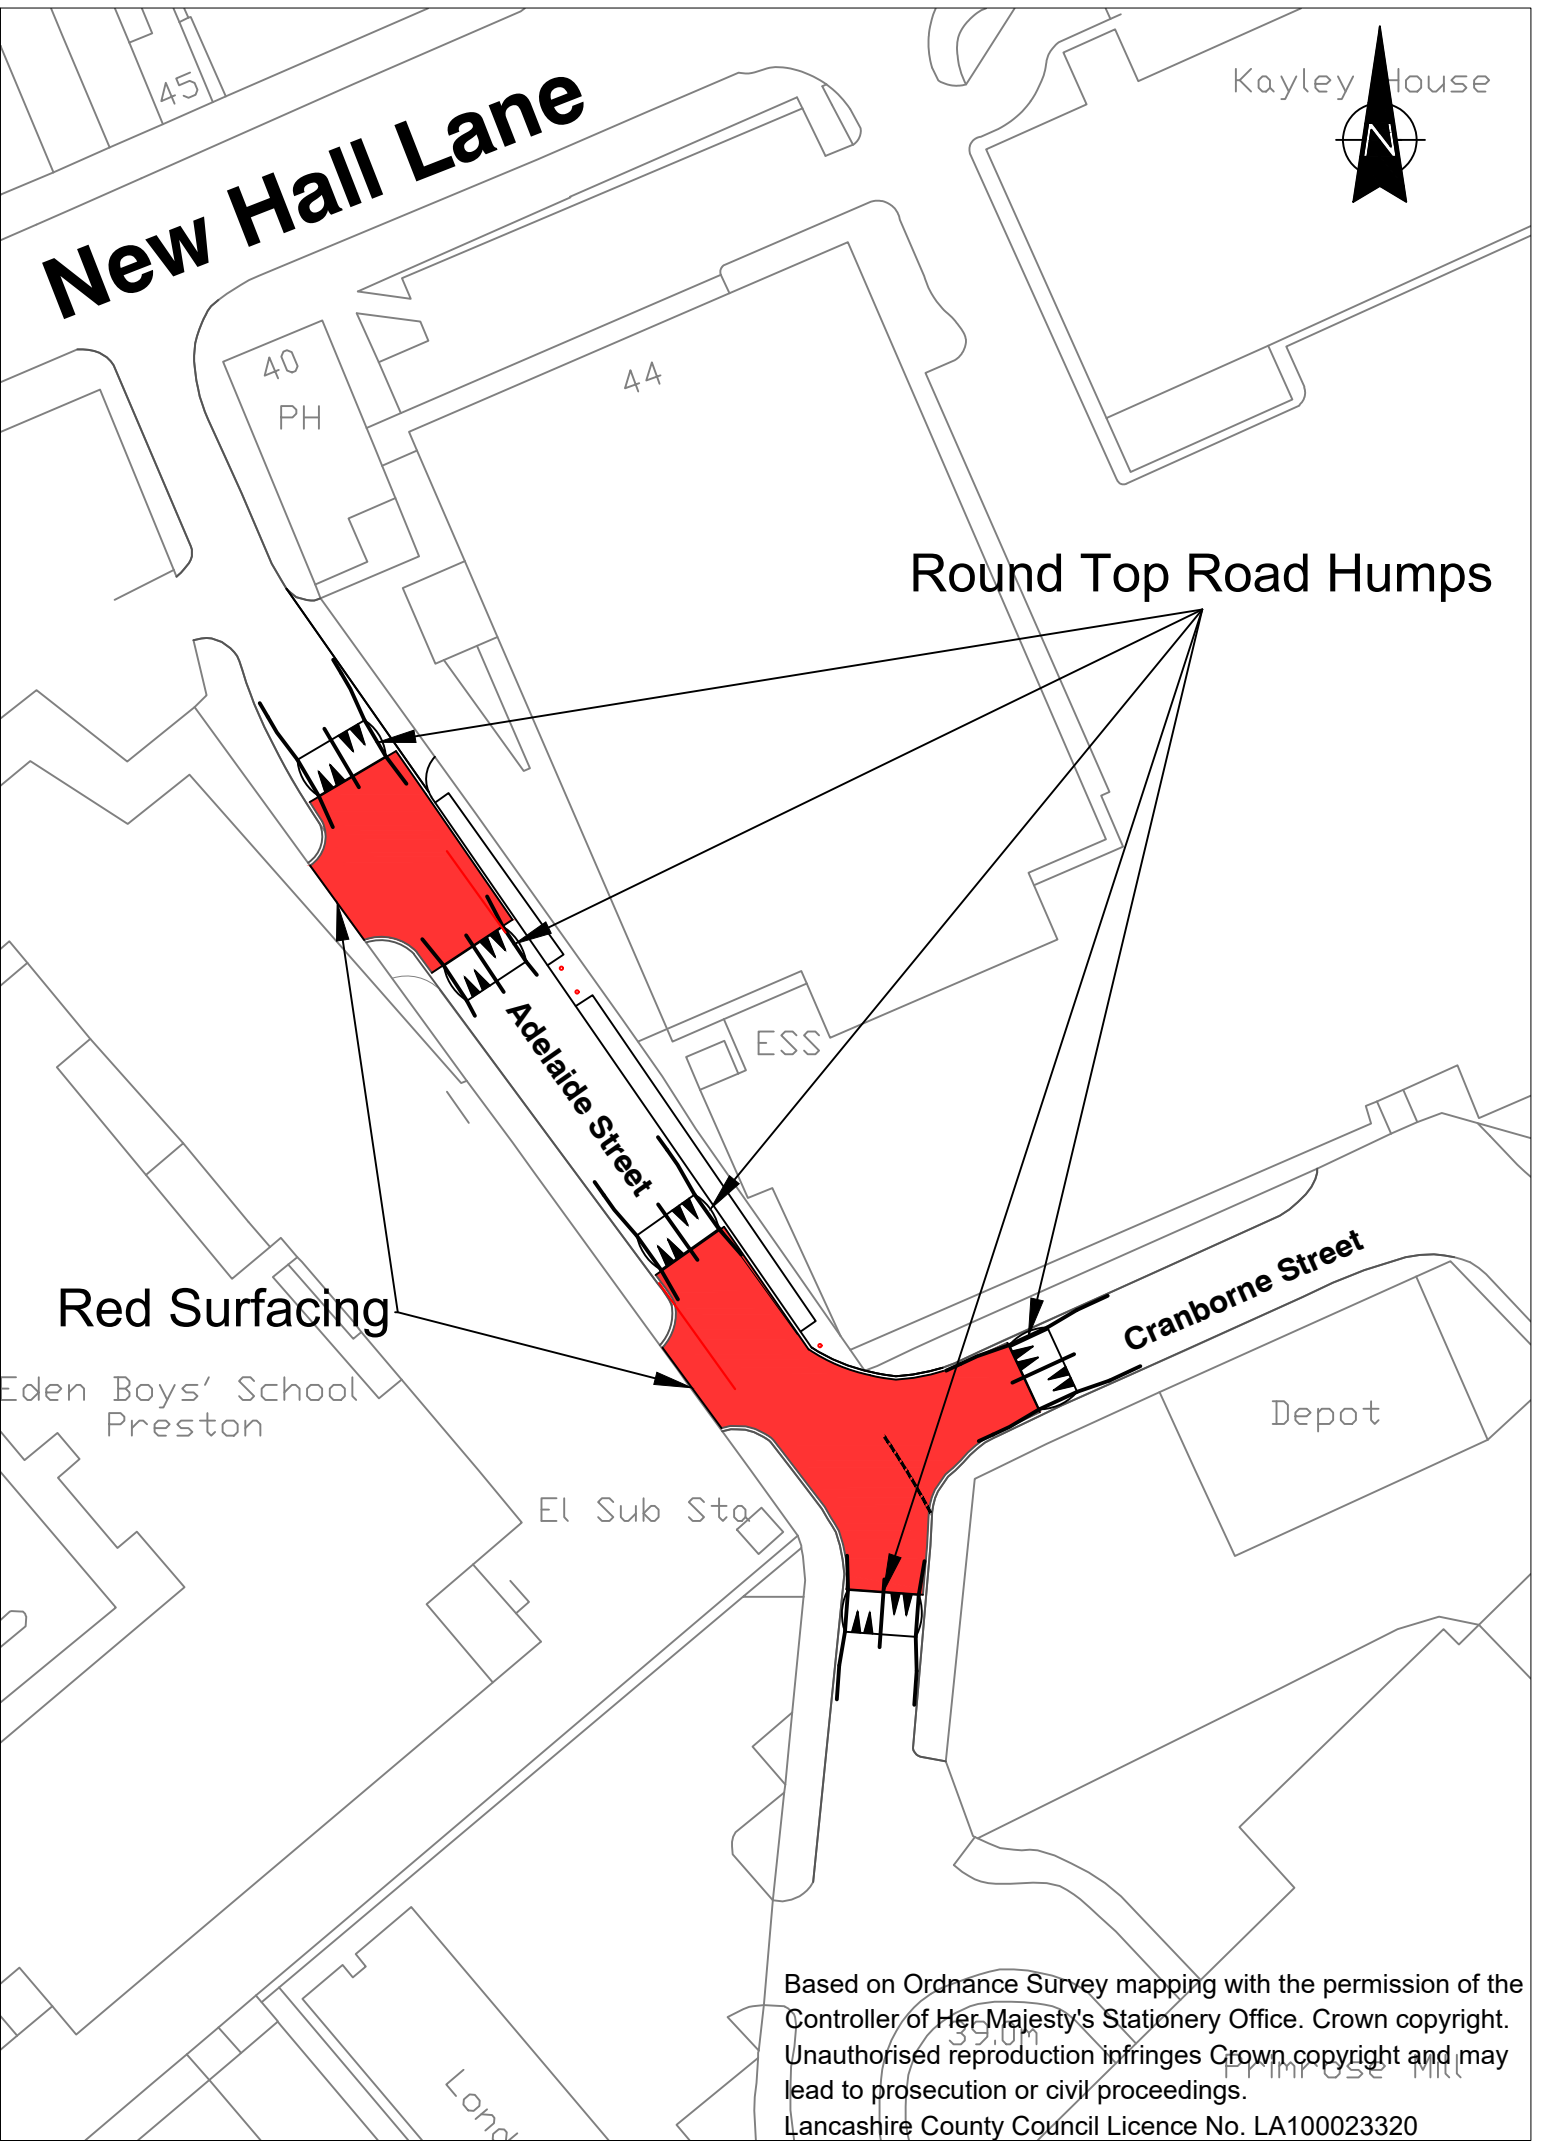 45
New Hall Lane
Kayley House
N
40
PH
44
Round Top Road Humps
Adelaide Street
ESS
Cranborne Street
Red Surfacing
Eden Boys' School
Preston
Depot
El Sub Sta
Based on Ordnance Survey mapping with the permission of the
Controller of Her Majesty's Stationery Office. Crown copyright.
39.0m
Unauthorised reproduction infringes Crown copyright and may
Primrose Mill
lead to prosecution or civil proceedings.
Lancashire County Council Licence No. LA100023320
Long